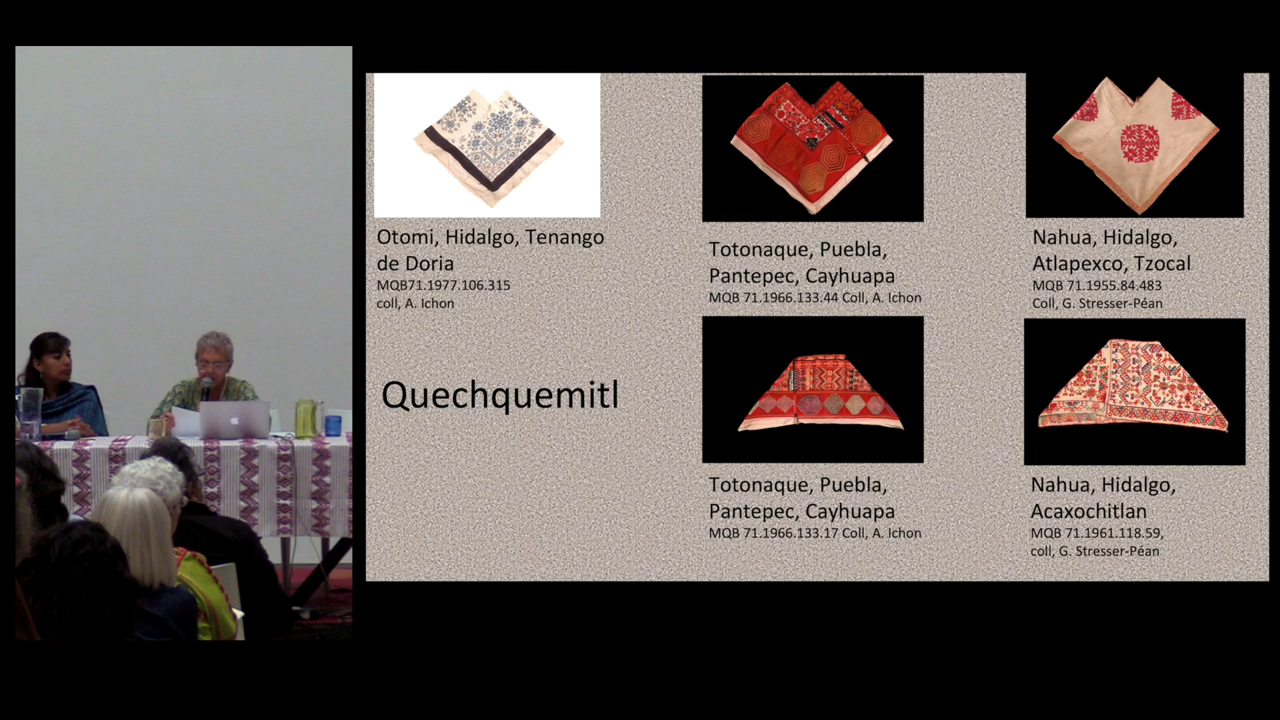 Otomi, Hidalgo, Tenango
de Doria
MQB71.1977.106.315
coll, A. Ichon
Totonaque, Puebla,
Pantepec, Cayhuapa
MQB 71.1966.133.44 Coll, A. Ichon
Nahua, Hidalgo,
Atlapexco, Tzocal
MQB 71.1955.84.483
Coll, G. Stresser-Péan
Quechquemitl
Totonaque, Puebla,
Pantepec, Cayhuapa
MQB 71.1966.133.17 Coll, A. Ichon
Nahua, Hidalgo,
Acaxochitlan
MQB 71.1961.118.59,
coll, G. Stresser-Péan